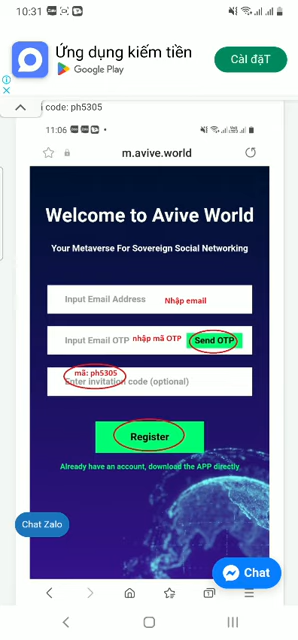 10:31
Ứng dụng kiếm tiền
Google Play
Cài đặT
code: ph5305
11:06
m.avive.world
Welcome to Avive World
Your Metaverse For Sovereign Social Networking
Input Email Address Nhập email
Input Email OTP nhập mã OTP Send OTP
mã: ph5305
Enter invitation code (optional)
Register
Already have an account, download the APP directly
Chat Zalo
Chat